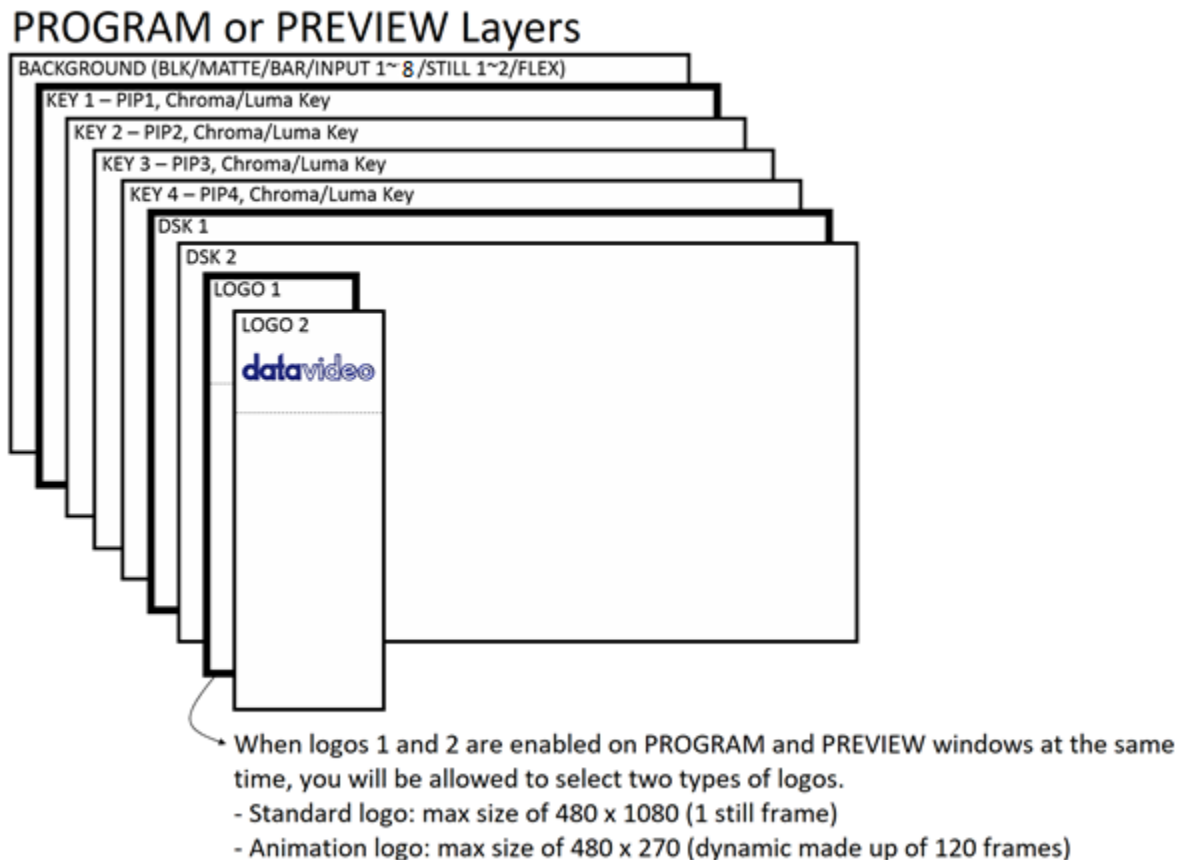 PROGRAM or PREVIEW Layers
BACKGROUND (BLK/MATTE/BAR/INPUT 1~ 8 /STILL 1~2/FLEX)
KEY 1 – PIP1, Chroma/Luma Key
KEY 2 – PIP2, Chroma/Luma Key
KEY 3 – PIP3, Chroma/Luma Key
KEY 4 – PIP4, Chroma/Luma Key
DSK 1
DSK 2
LOGO 1
LOGO 2
datavideo
When logos 1 and 2 are enabled on PROGRAM and PREVIEW windows at the same
time, you will be allowed to select two types of logos.
- Standard logo: max size of 480 x 1080 (1 still frame)
- Animation logo: max size of 480 x 270 (dynamic made up of 120 frames)